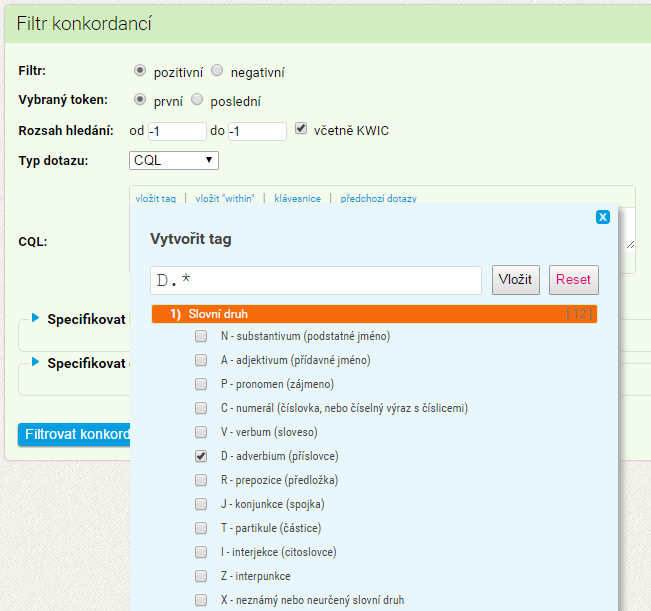 Filtr konkordancí
Filtr: pozitivní negativní
Vybraný token: první poslední
Rozsah hledání: od -1 do -1 včetně KWIC
Typ dotazu: CQL
vložit tag | vložit "within" | klávesnice | předchozí dotazy
CQL:
x
Vytvořit tag
D.* Vložit Reset
1) Slovní druh [ 12 ]
N - substantivum (podstatné jméno)
Specifikovat
A - adjektivum (přídavné jméno)
Specifikovat
P - pronomen (zájmeno)
C - numerál (číslovka, nebo číselný výraz s číslicemi)
Filtrovat konkord
V - verbum (sloveso)
D - adverbium (příslovce)
R - prepozice (předložka)
J - konjunkce (spojka)
T - partikule (částice)
I - interjekce (citoslovce)
Z - interpunkce
X - neznámý nebo neurčený slovní druh